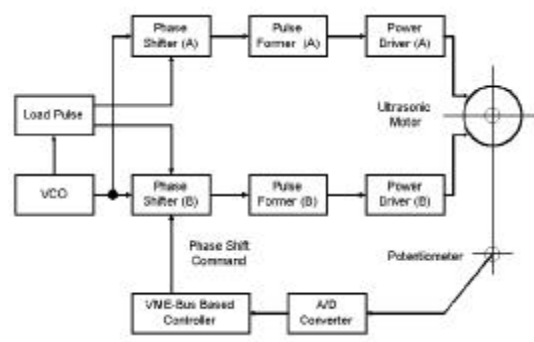 Phase
Shifter (A)
Pulse
Former (A)
Power
Driver (A)
Load Pulse
Ultrasonic
Motor
VCO
Phase
Shifter (B)
Pulse
Former (B)
Power
Driver (B)
Phase Shift
Command
Potentiometer
VME-Bus Based
Controller
A/D
Converter